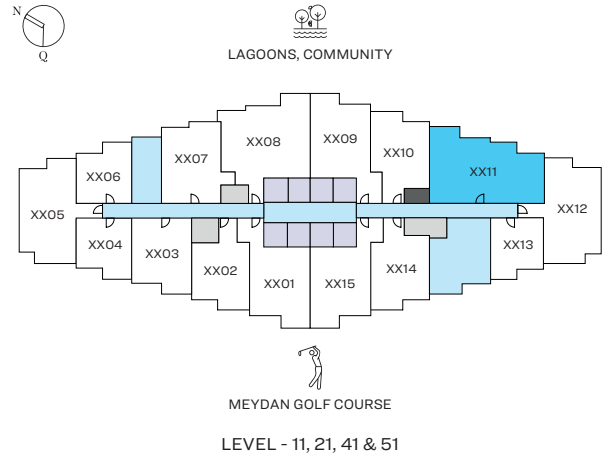 N
Q
LAGOONS, COMMUNITY
XX08
XX09
XX07
XX10
XX06
XX11
XX05
XX12
XX04
XX03
XX13
XX02
XX14
XX01
XX15
MEYDAN GOLF COURSE
LEVEL - 11, 21, 41 & 51